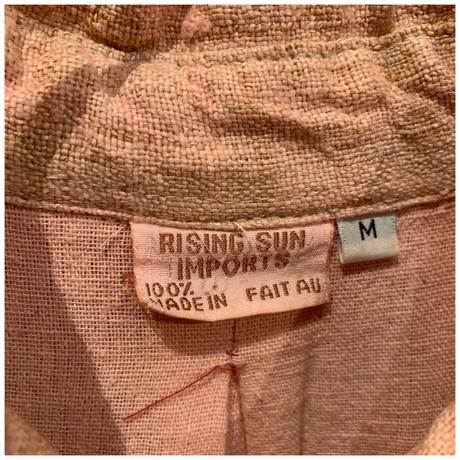 RISING SUN
IMPORTS
100%
MADE IN FAIT AU
M